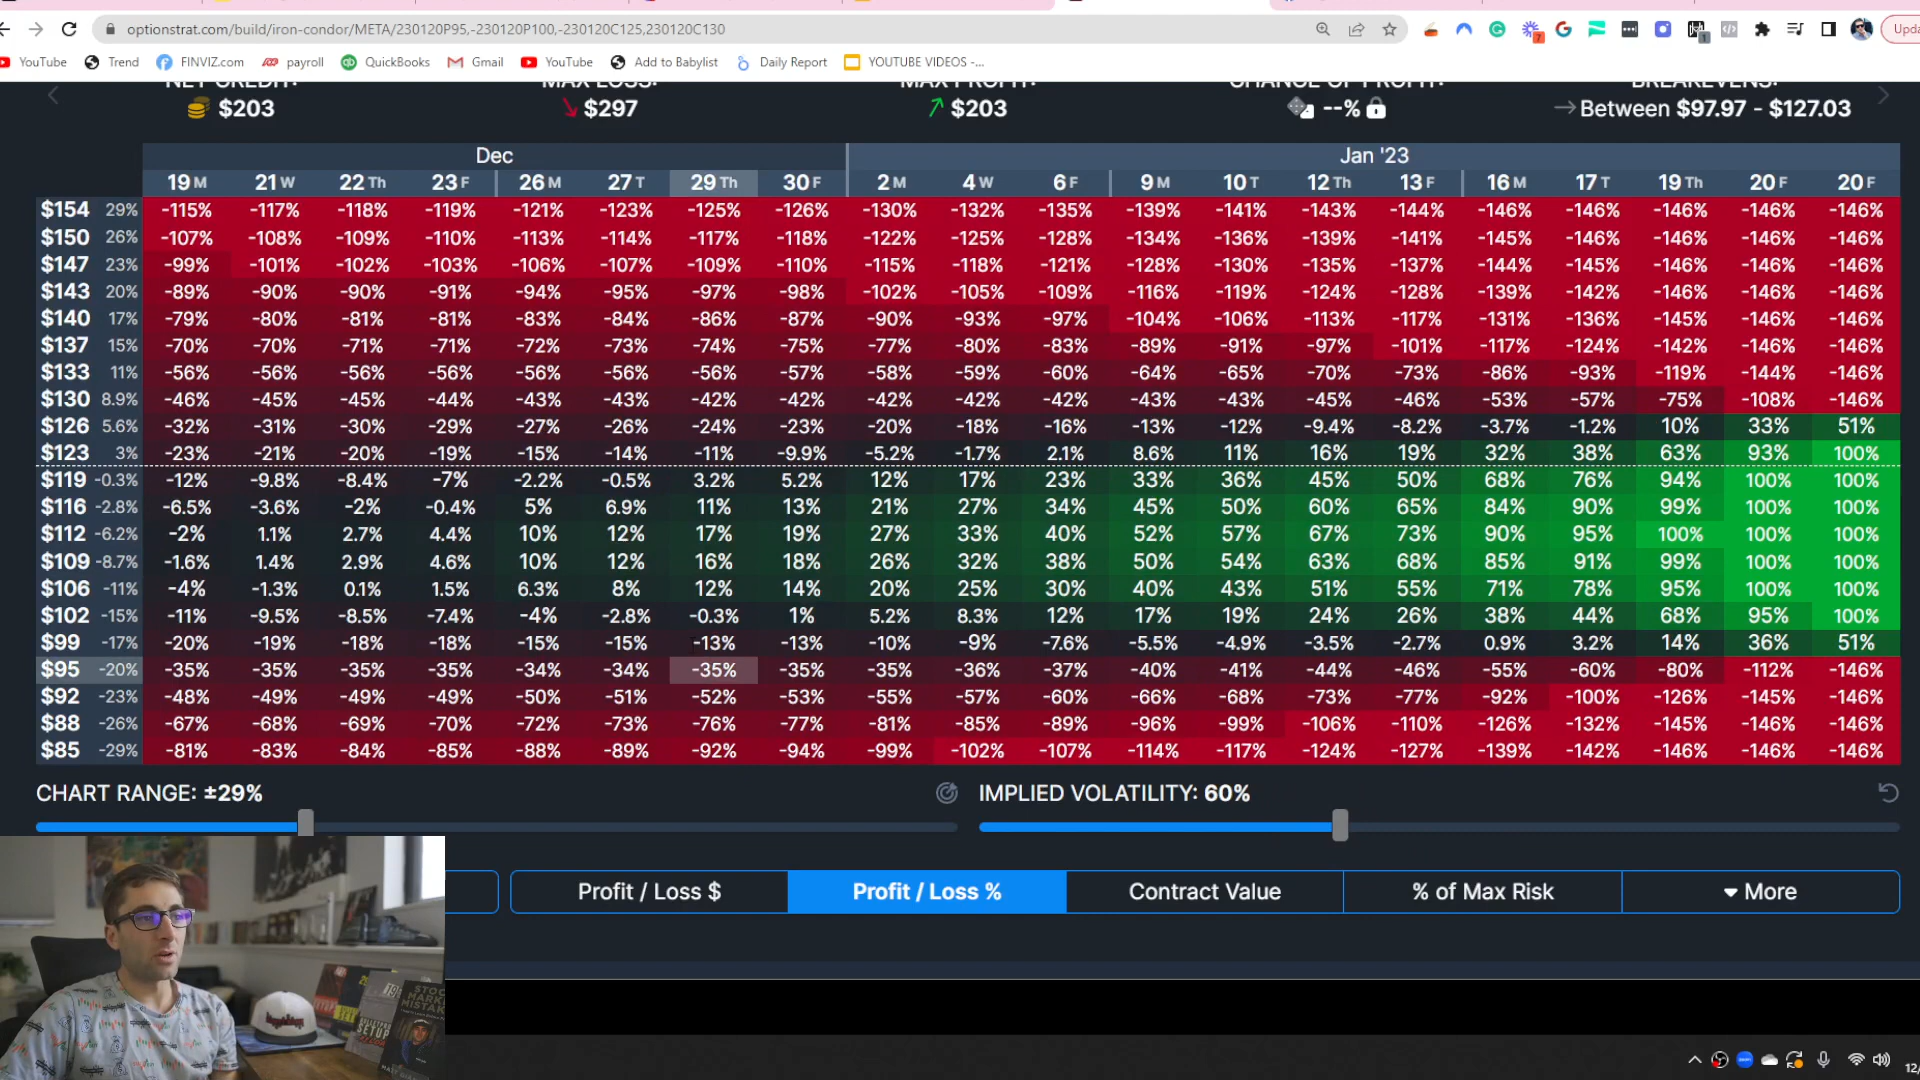 optionstrat.com/build/iron-condor/META/230120P95,-230120P100,-230120C125,230120C130
YouTube Trend FINVIZ.com payroll QuickBooks Gmail YouTube Add to Babylist Daily Report YOUTUBE VIDEOS -...
NET CREDIT: MAX LOSS: MAX PROFIT: CHANCE OF PROFIT: BREAKEVENS:
$203 $297 $203 --% Between $97.97 - $127.03
Dec Jan '23
19 M 21 W 22 Th 23 F 26 M 27 T 29 Th 30 F 2 M 4 W 6 F 9 M 10 T 12 Th 13 F 16 M 17 T 19 Th 20 F 20 F
$154 29% -115% -117% -118% -119% -121% -123% -125% -126% -130% -132% -135% -139% -141% -143% -144% -146% -146% -146% -146% -146%
$150 26% -107% -108% -109% -110% -113% -114% -117% -118% -122% -125% -128% -134% -136% -139% -141% -145% -146% -146% -146% -146%
$147 23% -99% -101% -102% -103% -106% -107% -109% -110% -115% -118% -121% -128% -130% -135% -137% -144% -145% -146% -146% -146%
$143 20% -89% -90% -90% -91% -94% -95% -97% -98% -102% -105% -109% -116% -119% -124% -128% -139% -142% -146% -146% -146%
$140 17% -79% -80% -81% -81% -83% -84% -86% -87% -90% -93% -97% -104% -106% -113% -117% -131% -136% -145% -146% -146%
$137 15% -70% -70% -71% -71% -72% -73% -74% -75% -77% -80% -83% -89% -91% -97% -101% -117% -124% -142% -146% -146%
$133 11% -56% -56% -56% -56% -56% -56% -56% -57% -58% -59% -60% -64% -65% -70% -73% -86% -93% -119% -144% -146%
$130 8.9% -46% -45% -45% -44% -43% -43% -42% -42% -42% -42% -42% -43% -43% -45% -46% -53% -57% -75% -108% -146%
$126 5.6% -32% -31% -30% -29% -27% -26% -24% -23% -20% -18% -16% -13% -12% -9.4% -8.2% -3.7% -1.2% 10% 33% 51%
$123 3% -23% -21% -20% -19% -15% -14% -11% -9.9% -5.2% -1.7% 2.1% 8.6% 11% 16% 19% 32% 38% 63% 93% 100%
$119 -0.3% -12% -9.8% -8.4% -7% -2.2% -0.5% 3.2% 5.2% 12% 17% 23% 33% 36% 45% 50% 68% 76% 94% 100% 100%
$116 -2.8% -6.5% -3.6% -2% -0.4% 5% 6.9% 11% 13% 21% 27% 34% 45% 50% 60% 65% 84% 90% 99% 100% 100%
$112 -6.2% -2% 1.1% 2.7% 4.4% 10% 12% 17% 19% 27% 33% 40% 52% 57% 67% 73% 90% 95% 100% 100% 100%
$109 -8.7% -1.6% 1.4% 2.9% 4.6% 10% 12% 16% 18% 26% 32% 38% 50% 54% 63% 68% 85% 91% 99% 100% 100%
$106 -11% -4% -1.3% 0.1% 1.5% 6.3% 8% 12% 14% 20% 25% 30% 40% 43% 51% 55% 71% 78% 95% 100% 100%
$102 -15% -11% -9.5% -8.5% -7.4% -4% -2.8% -0.3% 1% 5.2% 8.3% 12% 17% 19% 24% 26% 38% 44% 68% 95% 100%
$99 -17% -20% -19% -18% -18% -15% -15% -13% -13% -10% -9% -7.6% -5.5% -4.9% -3.5% -2.7% 0.9% 3.2% 14% 36% 51%
$95 -20% -35% -35% -35% -35% -34% -34% -35% -35% -35% -36% -37% -40% -41% -44% -46% -55% -60% -80% -112% -146%
$92 -23% -48% -49% -49% -49% -50% -51% -52% -53% -55% -57% -60% -66% -68% -73% -77% -92% -100% -126% -145% -146%
$88 -26% -67% -68% -69% -70% -72% -73% -76% -77% -81% -85% -89% -96% -99% -106% -110% -126% -132% -145% -146% -146%
$85 -29% -81% -83% -84% -85% -88% -89% -92% -94% -99% -102% -107% -114% -117% -124% -127% -139% -142% -146% -146% -146%
CHART RANGE: ±29% IMPLIED VOLATILITY: 60%
Profit / Loss $ Profit / Loss % Contract Value % of Max Risk More
STOC
MARK
MISTAK
SETUP
12/